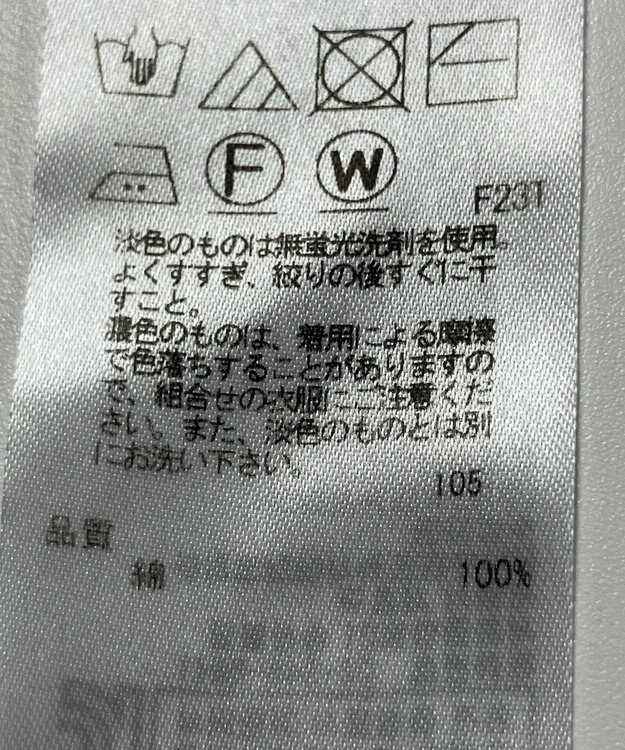 F W
F23T
淡色のものは無蛍光洗剤を使用。
よくすすぎ、絞りの後すぐに干
すこと。
濃色のものは、着用による摩擦
で色落ちすることがありますの
で、組合せの衣服にご注意くだ
さい。また、淡色のものとは別
にお洗い下さい。
105
品質
綿 100%